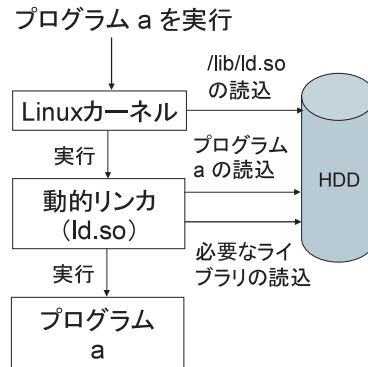 プログラム a を実行
/lib/ld.so
の読込
Linuxカーネル
実行
プログラム
a の読込
HDD
動的リンカ
(ld.so)
必要なライ
ブラリの読込
実行
プログラム
a